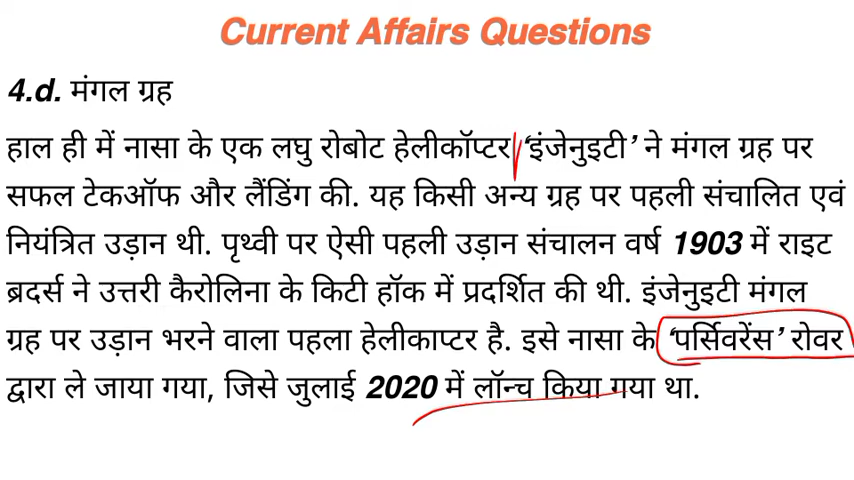 Current Affairs Questions
4.d. मंगल ग्रह
हाल ही में नासा के एक लघु रोबोट हेलीकॉप्टर ‘इंजेनुइटी’ ने मंगल ग्रह पर
सफल टेकऑफ और लैंडिंग की. यह किसी अन्य ग्रह पर पहली संचालित एवं
नियंत्रित उड़ान थी. पृथ्वी पर ऐसी पहली उड़ान संचालन वर्ष 1903 में राइट
ब्रदर्स ने उत्तरी कैरोलिना के किटी हॉक में प्रदर्शित की थी. इंजेनुइटी मंगल
ग्रह पर उड़ान भरने वाला पहला हेलीकाप्टर है. इसे नासा के ‘पर्सिवरेंस’ रोवर
द्वारा ले जाया गया, जिसे जुलाई 2020 में लॉन्च किया गया था.